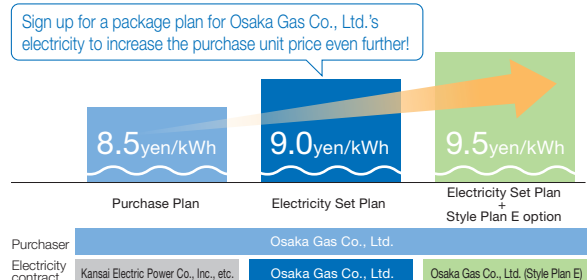 Sign up for a package plan for Osaka Gas Co., Ltd.’s
electricity to increase the purchase unit price even further!
8.5yen/kWh
9.0yen/kWh
9.5yen/kWh
Purchase Plan
Electricity Set Plan
Electricity Set Plan
+
Style Plan E option
Purchaser
Osaka Gas Co., Ltd.
Electricity
contract
Kansai Electric Power Co., Inc., etc.
Osaka Gas Co., Ltd.
Osaka Gas Co., Ltd. (Style Plan E)